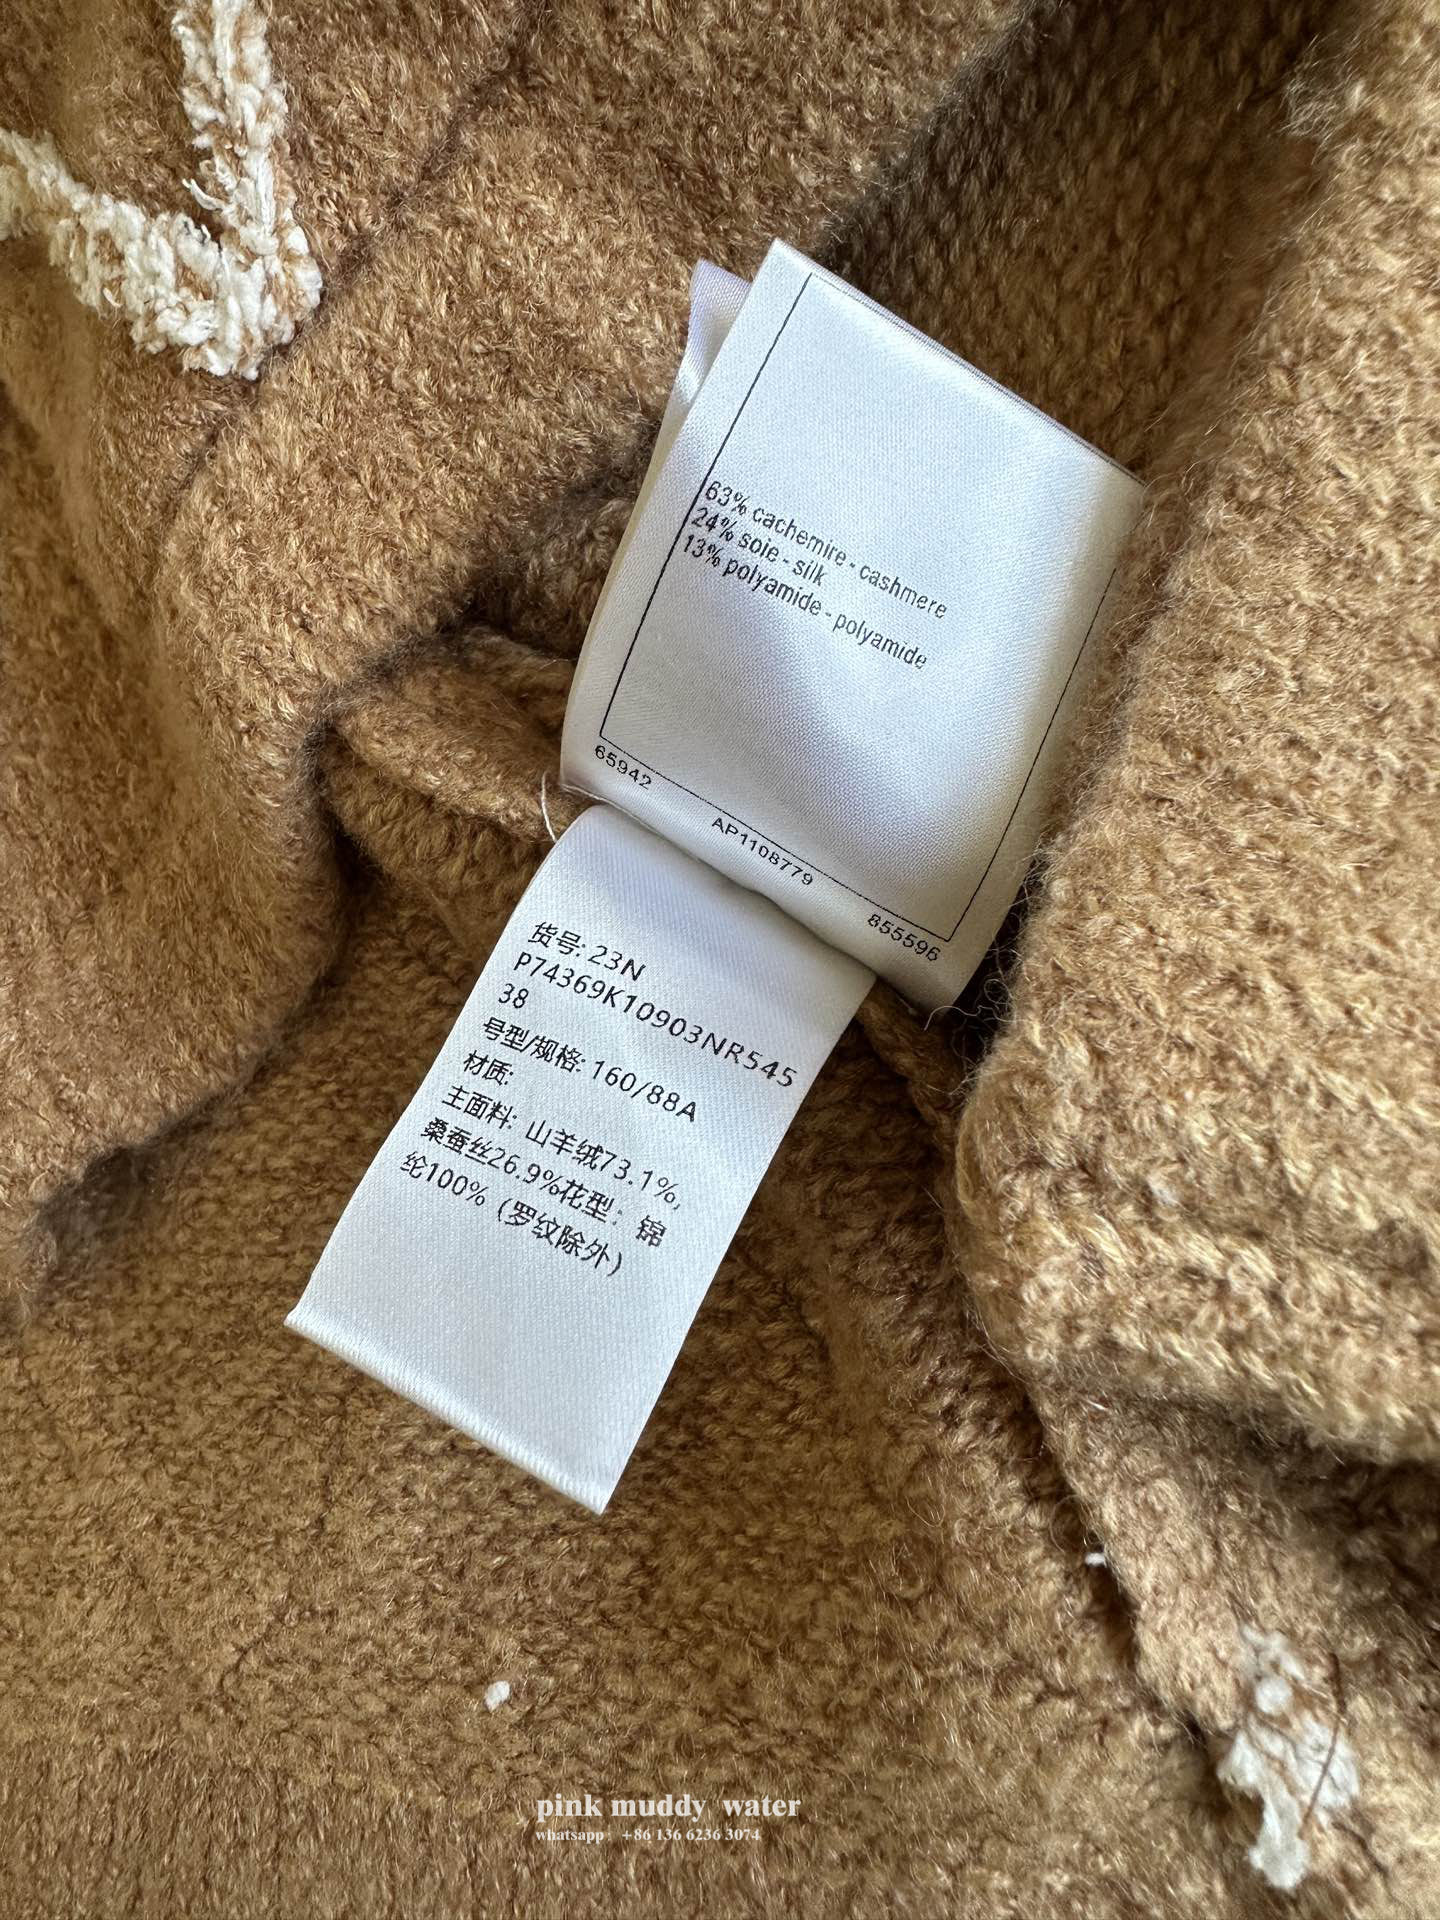 63% cachemire - cashmere
24% soie - silk
13% polyamide - polyamide
65942 AP1108779 855596
货号: 23N
P74369K10903NR545
38
号型/规格: 160/88A
材质:
主面料: 山羊绒73.1%,
桑蚕丝26.9%花型：锦
纶100%（罗纹除外）
pink muddy water
whatsapp：+86 136 6236 3074